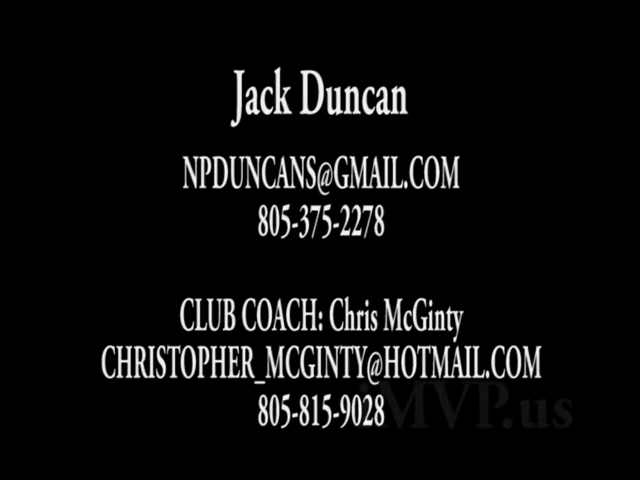 Jack Duncan
NPDUNCANS@GMAIL.COM
805-375-2278
CLUB COACH: Chris McGinty
CHRISTOPHER_MCGINTY@HOTMAIL.COM
805-815-9028
iMVP.us